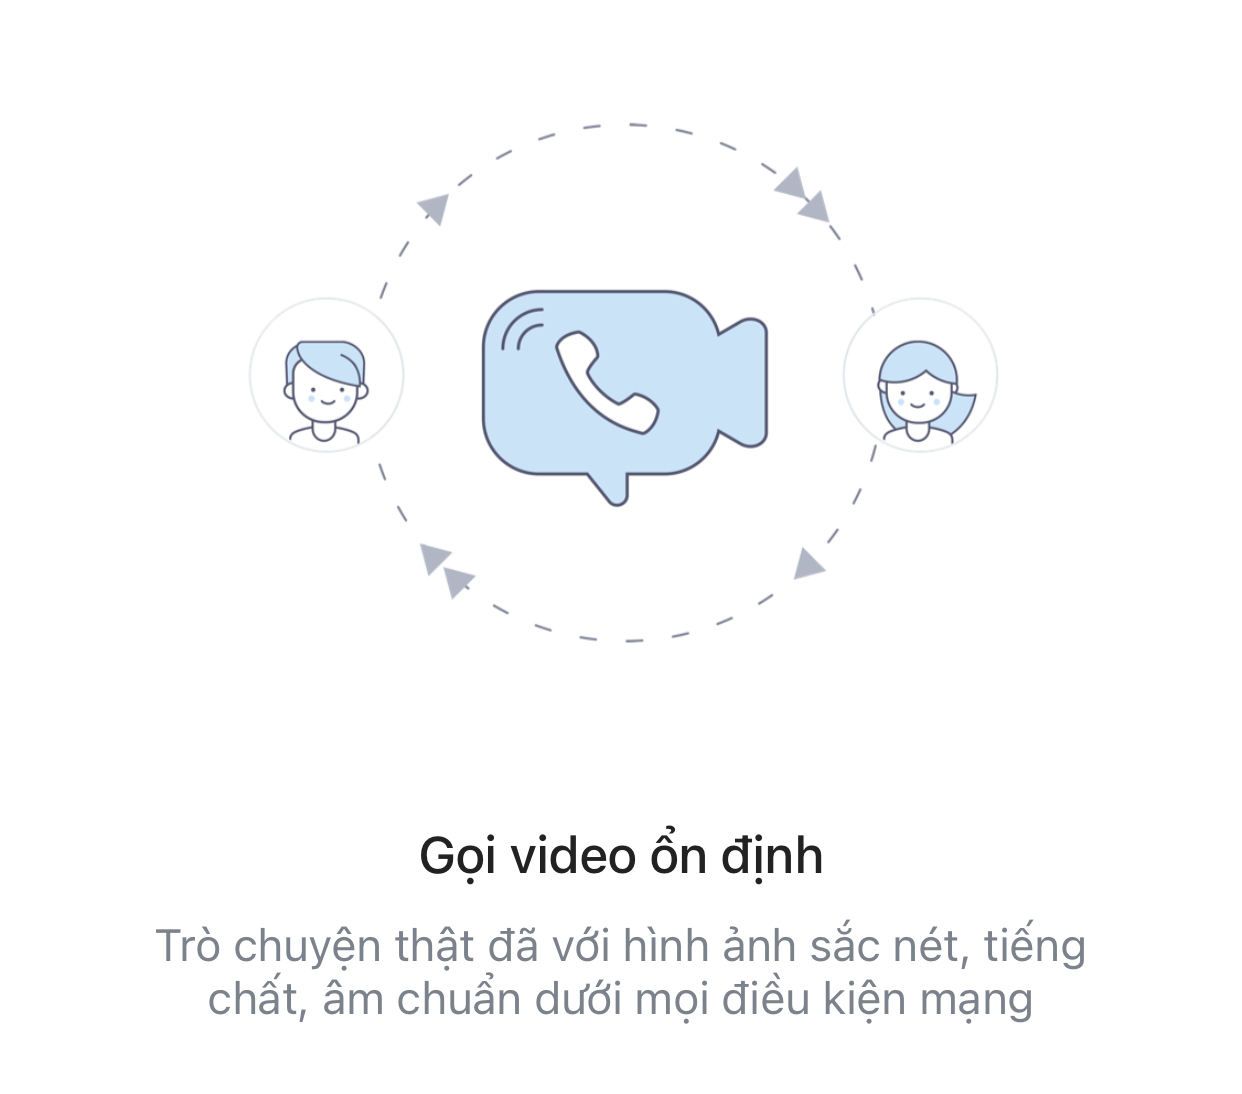 Gọi video ổn định
Trò chuyện thật đã với hình ảnh sắc nét, tiếng
chất, âm chuẩn dưới mọi điều kiện mạng